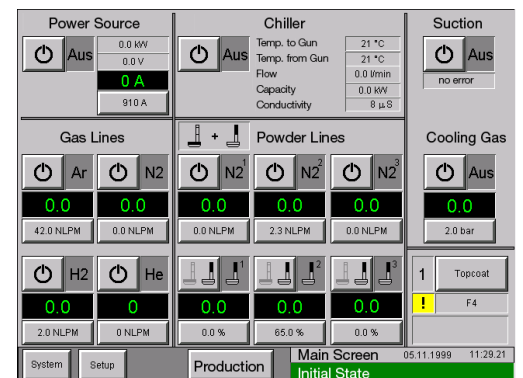 Power Source
Aus
0.0 kW
0.0 V
0 A
910 A
Chiller
Aus
Temp. to Gun 21 °C
Temp. from Gun 21 °C
Flow 0.0 l/min
Capacity 0.0 kW
Conductivity 8 µS
Suction
Aus
no error
Gas Lines
Ar N2
0.0 0.0
42.0 NLPM 0.0 NLPM
H2 He
0.0 0
2.0 NLPM 0 NLPM
+ Powder Lines
N2 1 N2 2 N2 3
0.0 0.0 0.0
0.0 NLPM 2.3 NLPM 0.0 NLPM
1 2 3
0.0 0.0 0.0
0.0 % 65.0 % 0.0 %
Cooling Gas
Aus
0.0
2.0 bar
1 Topcoat
! F4
System Setup Production
Main Screen 05.11.1999 11:29.21
Initial State